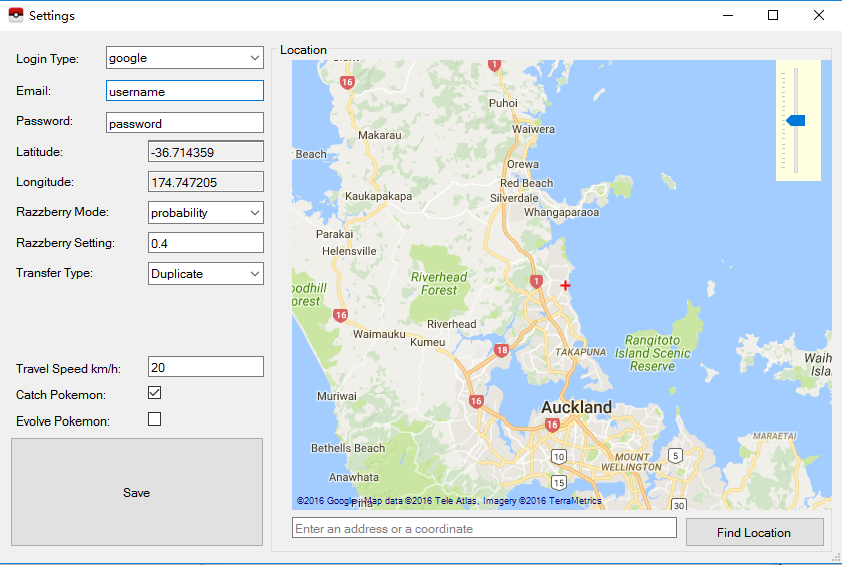 Settings
Login Type: google
Email: username
Password: password
Latitude: -36.714359
Longitude: 174.747205
Razzberry Mode: probability
Razzberry Setting: 0.4
Transfer Type: Duplicate
Travel Speed km/h: 20
Catch Pokemon:
Evolve Pokemon:
Save
Location
1
16
Puhoi
Makarau
Waiwera
Beach
Orewa
Red Beach
Silverdale
Kaukapakapa
Whangaparaoa
Parakai
Helensville
Riverhead
Forest
1
oodhill
orest
16
Riverhead
Waimauku
Kumeu
18
TAKAPUNA
Rangitoto
Island Scenic
Reserve
Waih
Isla
Muriwai
16
Auckland
16
MARAETAI
Bethells Beach
10
MOUNT
WELLINGTON
5
Anawhata
15
Piha
30
©2016 Google - Map data ©2016 Tele Atlas, Imagery ©2016 TerraMetrics
Enter an address or a coordinate
Find Location